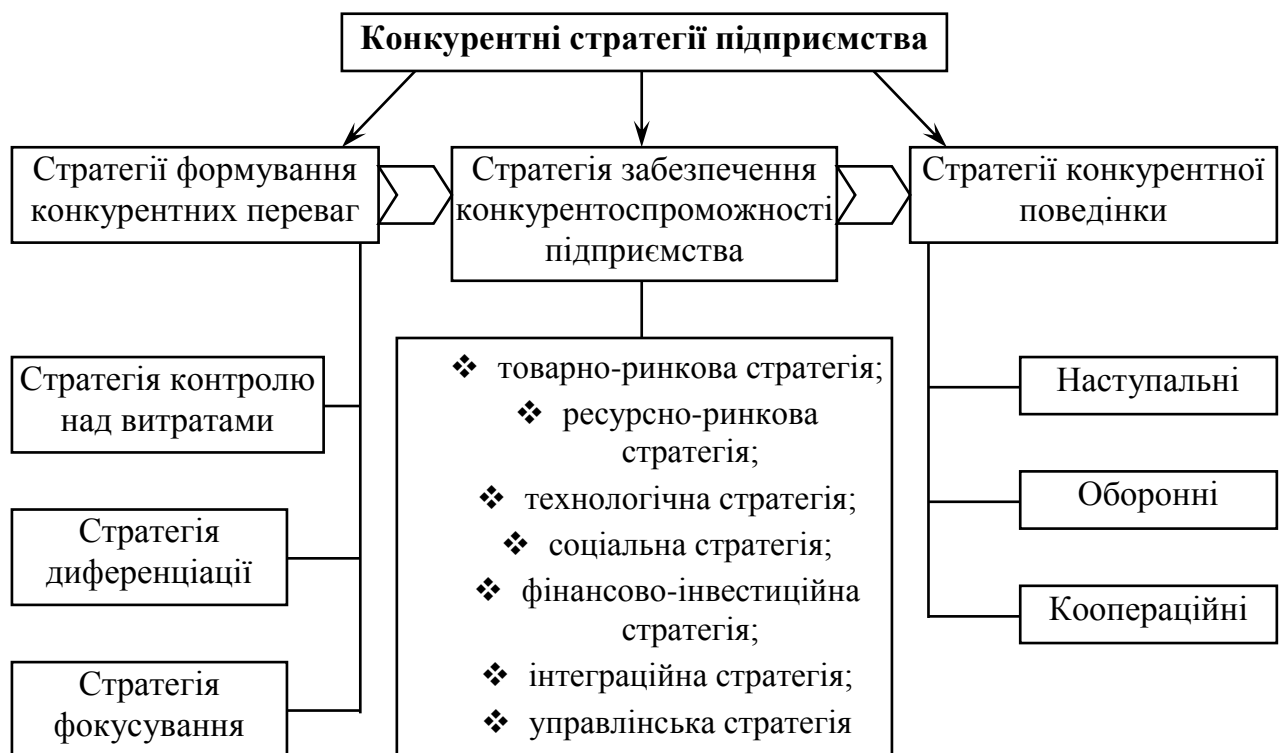 Конкурентні стратегії підприємства
Стратегії формування
конкурентних переваг
Стратегія забезпечення
конкурентоспроможності
підприємства
Стратегії конкурентної
поведінки
Стратегія контролю
над витратами
Стратегія
диференціації
Стратегія
фокусування
❖ товарно-ринкова стратегія;
❖ ресурсно-ринкова
стратегія;
❖ технологічна стратегія;
❖ соціальна стратегія;
❖ фінансово-інвестиційна
стратегія;
❖ інтеграційна стратегія;
❖ управлінська стратегія
Наступальні
Оборонні
Коопераційні